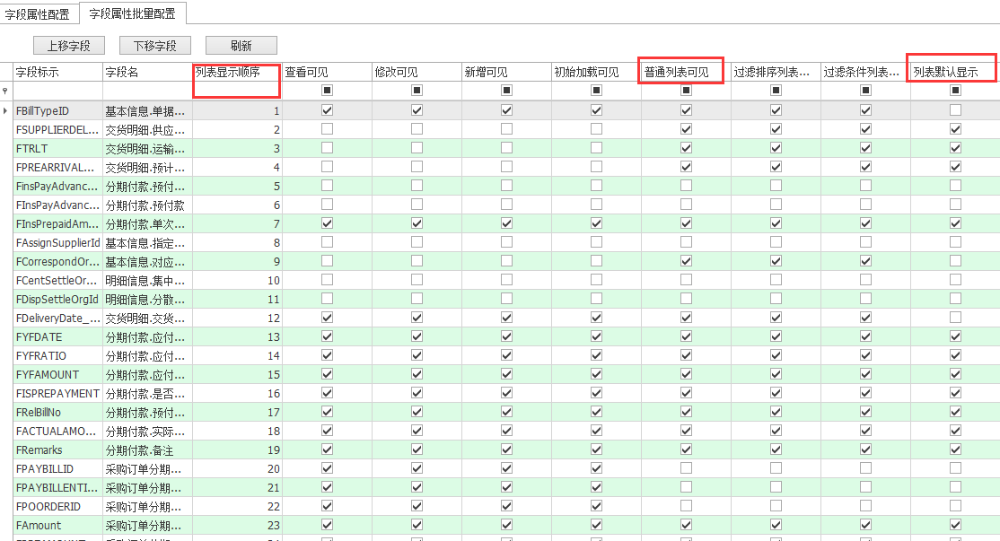 字段属性配置 字段属性批量配置
上移字段 下移字段 刷新
字段标示 字段名 列表显示顺序 查看可见 修改可见 新增可见 初始加载可见 普通列表可见 过滤排序列表... 过滤条件列表... 列表默认显示
FBillTypeID 基本信息.单据... 1
FSUPPLIERDEL... 交货明细.供应... 2
FTRLT 交货明细.运输... 3
FPREARRIVAL... 交货明细.预计... 4
FinsPayAdvanc... 分期付款.预付... 5
FInsPayAdvanc... 分期付款.预付款 6
FInsPrepaidAm... 分期付款.单次... 7
FAssignSupplierId 基本信息.指定... 8
FCorrespondOr... 基本信息.对应... 9
FCentSettleOr... 明细信息.集中... 10
FDispSettleOrgId 明细信息.分散... 11
FDeliveryDate_... 交货明细.交货... 12
FYFDATE 分期付款.应付... 13
FYFRATIO 分期付款.应付... 14
FYFAMOUNT 分期付款.应付... 15
FISPREPAYMENT 分期付款.是否... 16
FRelBillNo 分期付款.预付... 17
FACTUALAMO... 分期付款.实际... 18
FRemarks 分期付款.备注 19
FPAYBILLID 采购订单分期... 20
FPAYBILLENTI... 采购订单分期... 21
FPOORDERID 采购订单分期... 22
FAmount 采购订单分期... 23